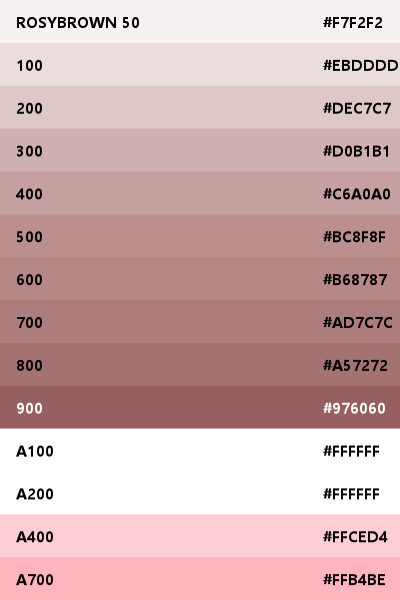 ROSYBROWN 50 #F7F2F2
100 #EBDDDD
200 #DEC7C7
300 #D0B1B1
400 #C6A0A0
500 #BC8F8F
600 #B68787
700 #AD7C7C
800 #A57272
900 #976060
A100 #FFFFFF
A200 #FFFFFF
A400 #FFCED4
A700 #FFB4BE